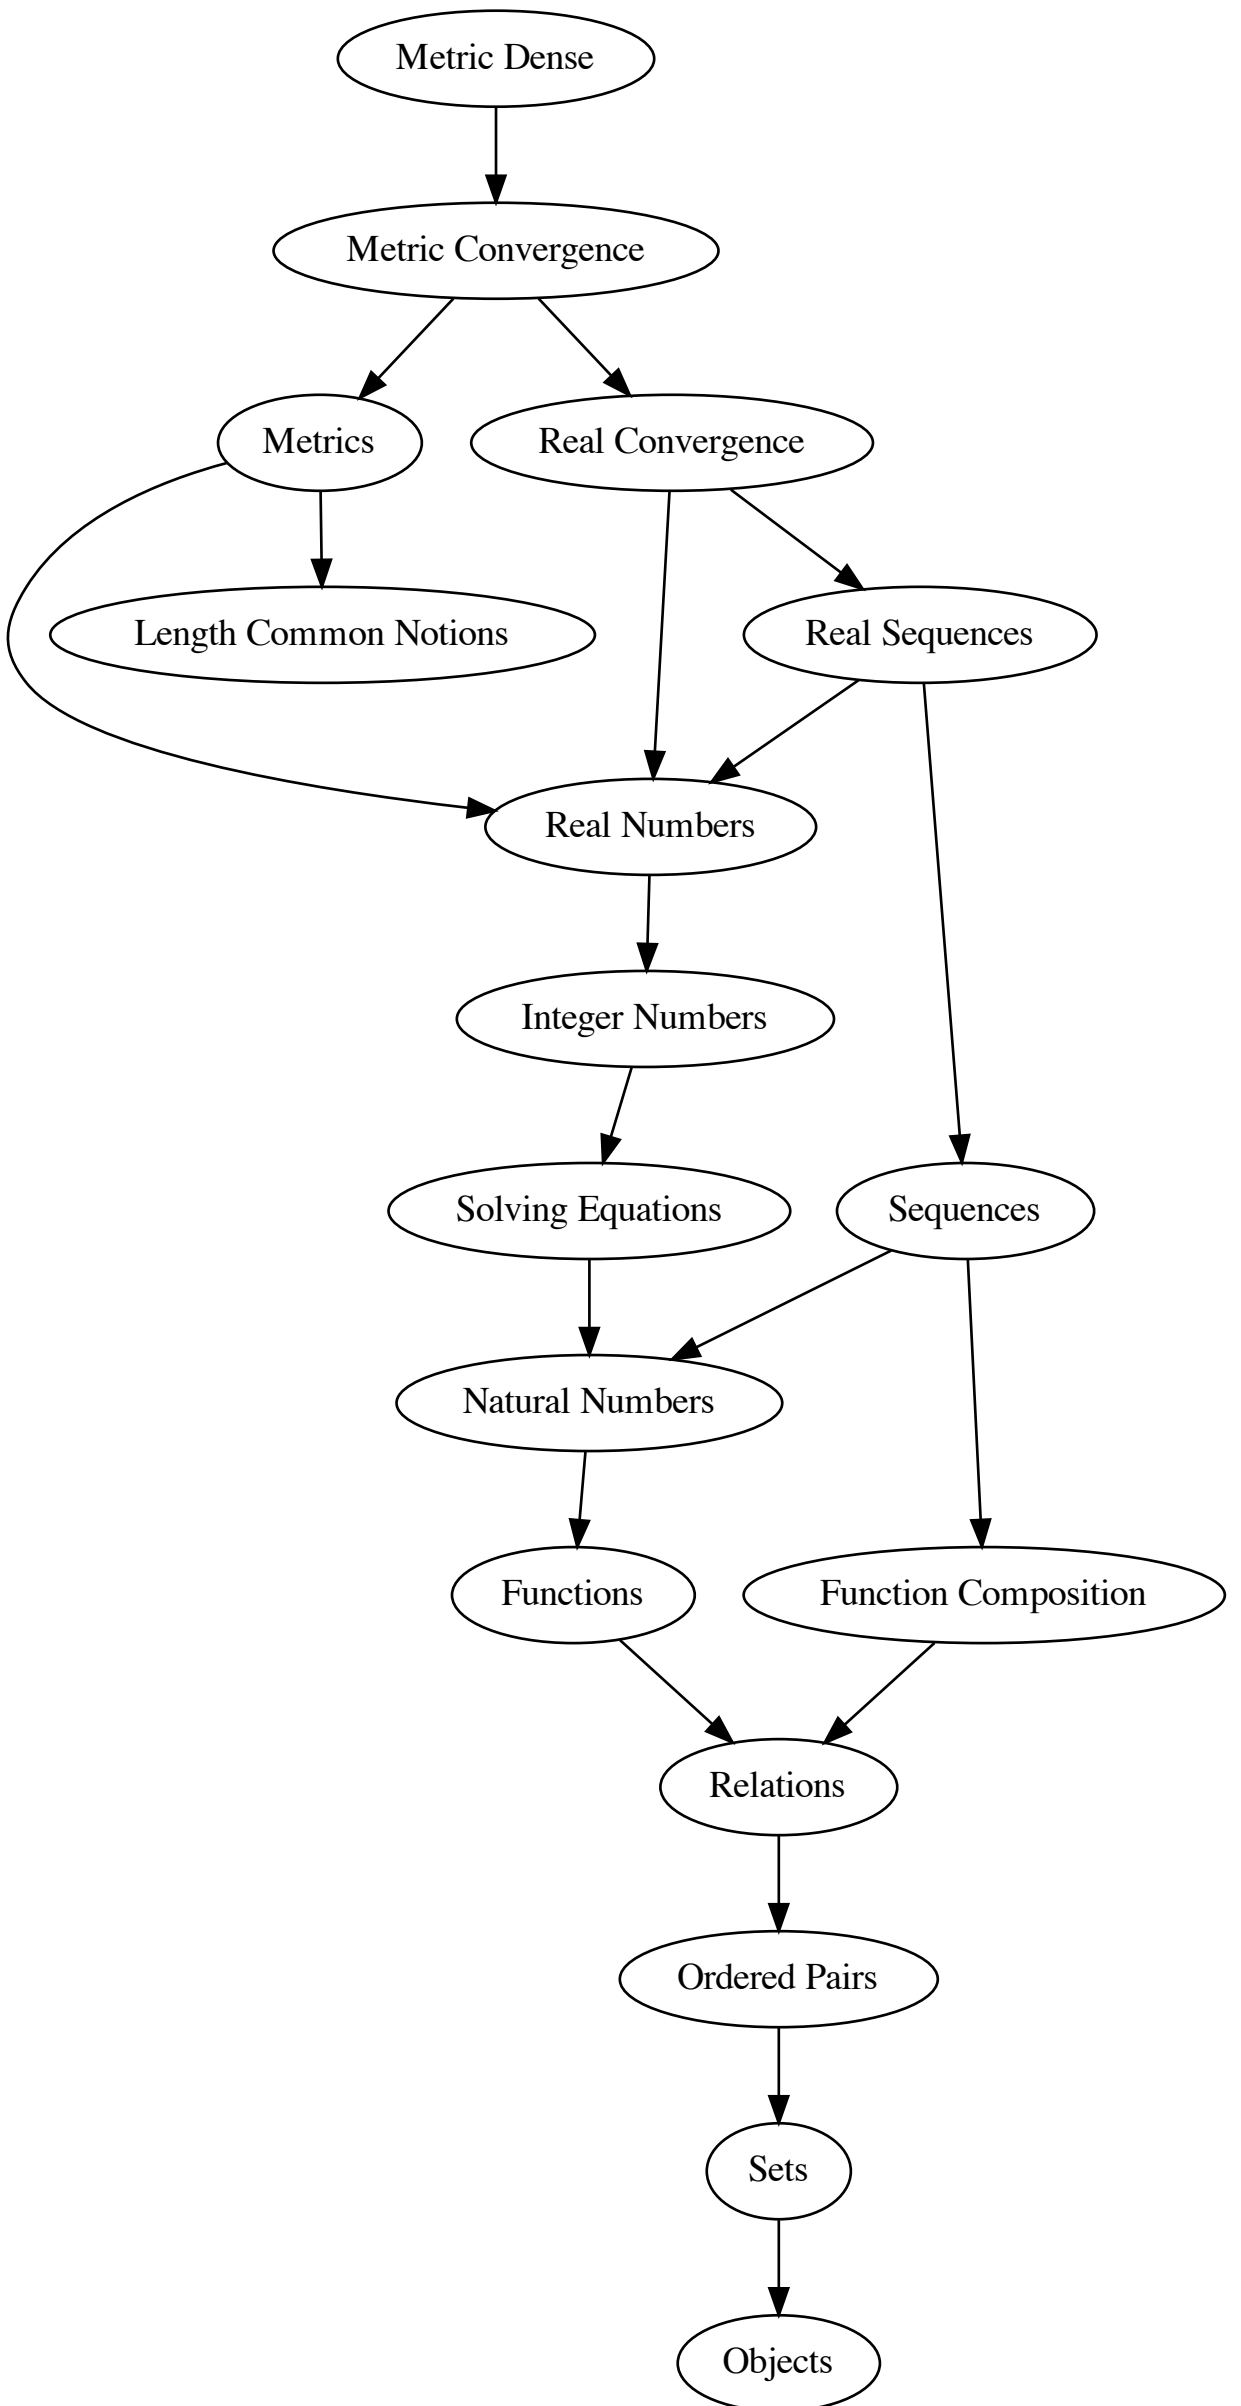 Metric Dense
Metric Convergence
Metrics
Real Convergence
Length Common Notions
Real Sequences
Real Numbers
Integer Numbers
Solving Equations
Sequences
Natural Numbers
Functions
Function Composition
Relations
Ordered Pairs
Sets
Objects